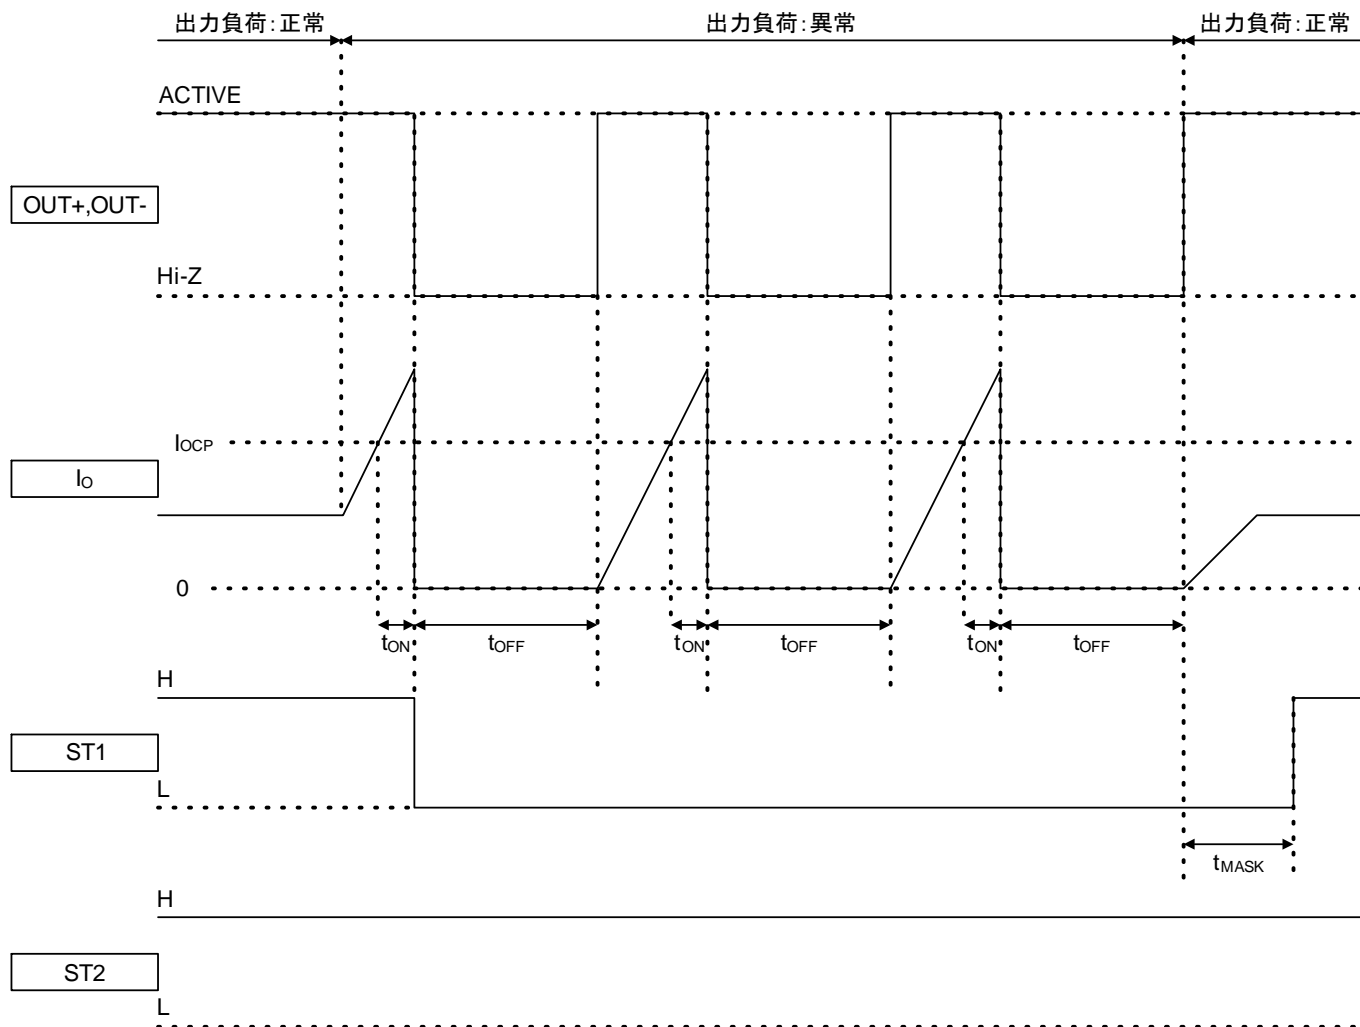 出力負荷:正常
出力負荷:異常
出力負荷:正常
ACTIVE
OUT+,OUT-
Hi-Z
IOCP
IO
0
tON
tOFF
tON
tOFF
tON
tOFF
H
ST1
L
tMASK
H
ST2
L